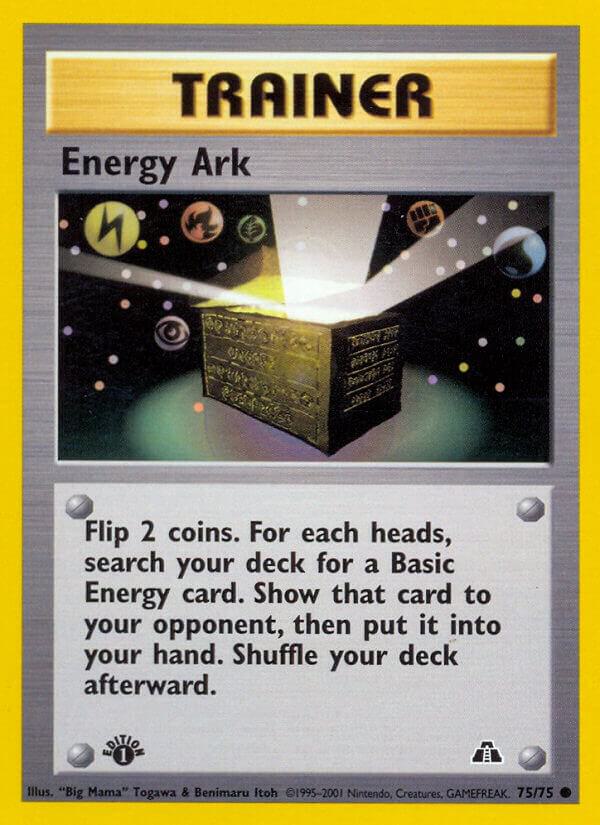 TRAINER
Energy Ark
Flip 2 coins. For each heads,
search your deck for a Basic
Energy card. Show that card to
your opponent, then put it into
your hand. Shuffle your deck
afterward.
EDITION
1
Illus. "Big Mama" Togawa & Benimaru Itoh ©1995-2001 Nintendo, Creatures, GAMEFREAK. 75/75 ●